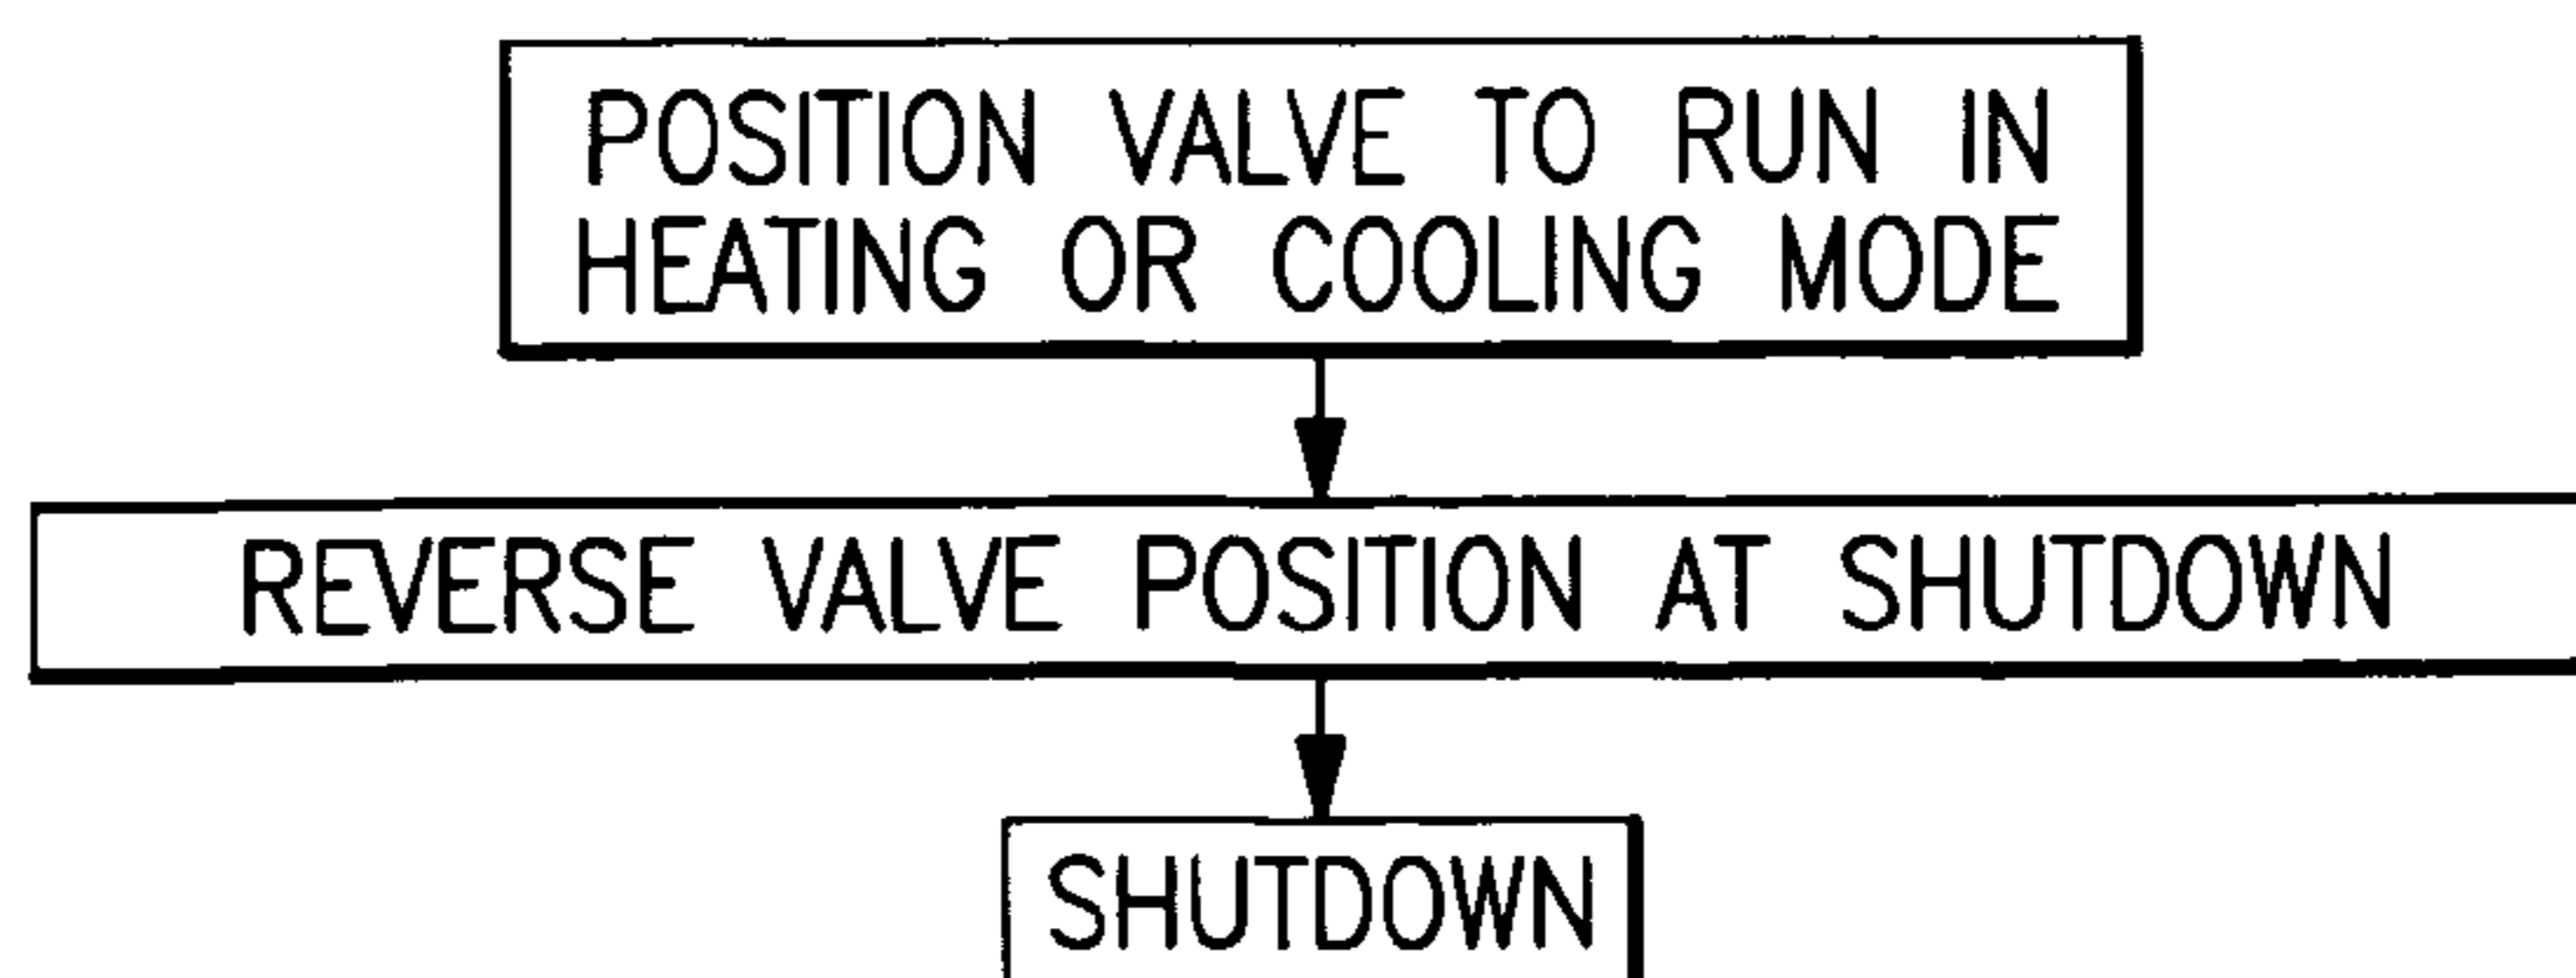 POSITION VALVE TO RUN IN
HEATING OR COOLING MODE
REVERSE VALVE POSITION AT SHUTDOWN
SHUTDOWN